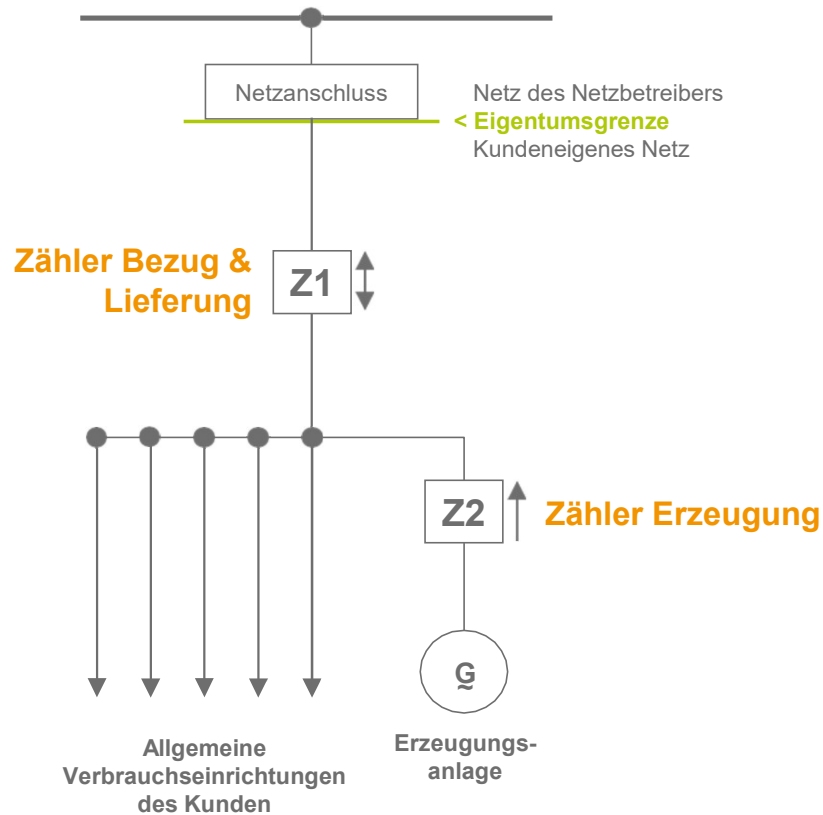 Netzanschluss
Netz des Netzbetreibers
< Eigentumsgrenze
Kundeneigenes Netz
Zähler Bezug &
Lieferung
Z1
Z2
Zähler Erzeugung
G
~
Allgemeine
Verbrauchseinrichtungen
des Kunden
Erzeugungs-
anlage